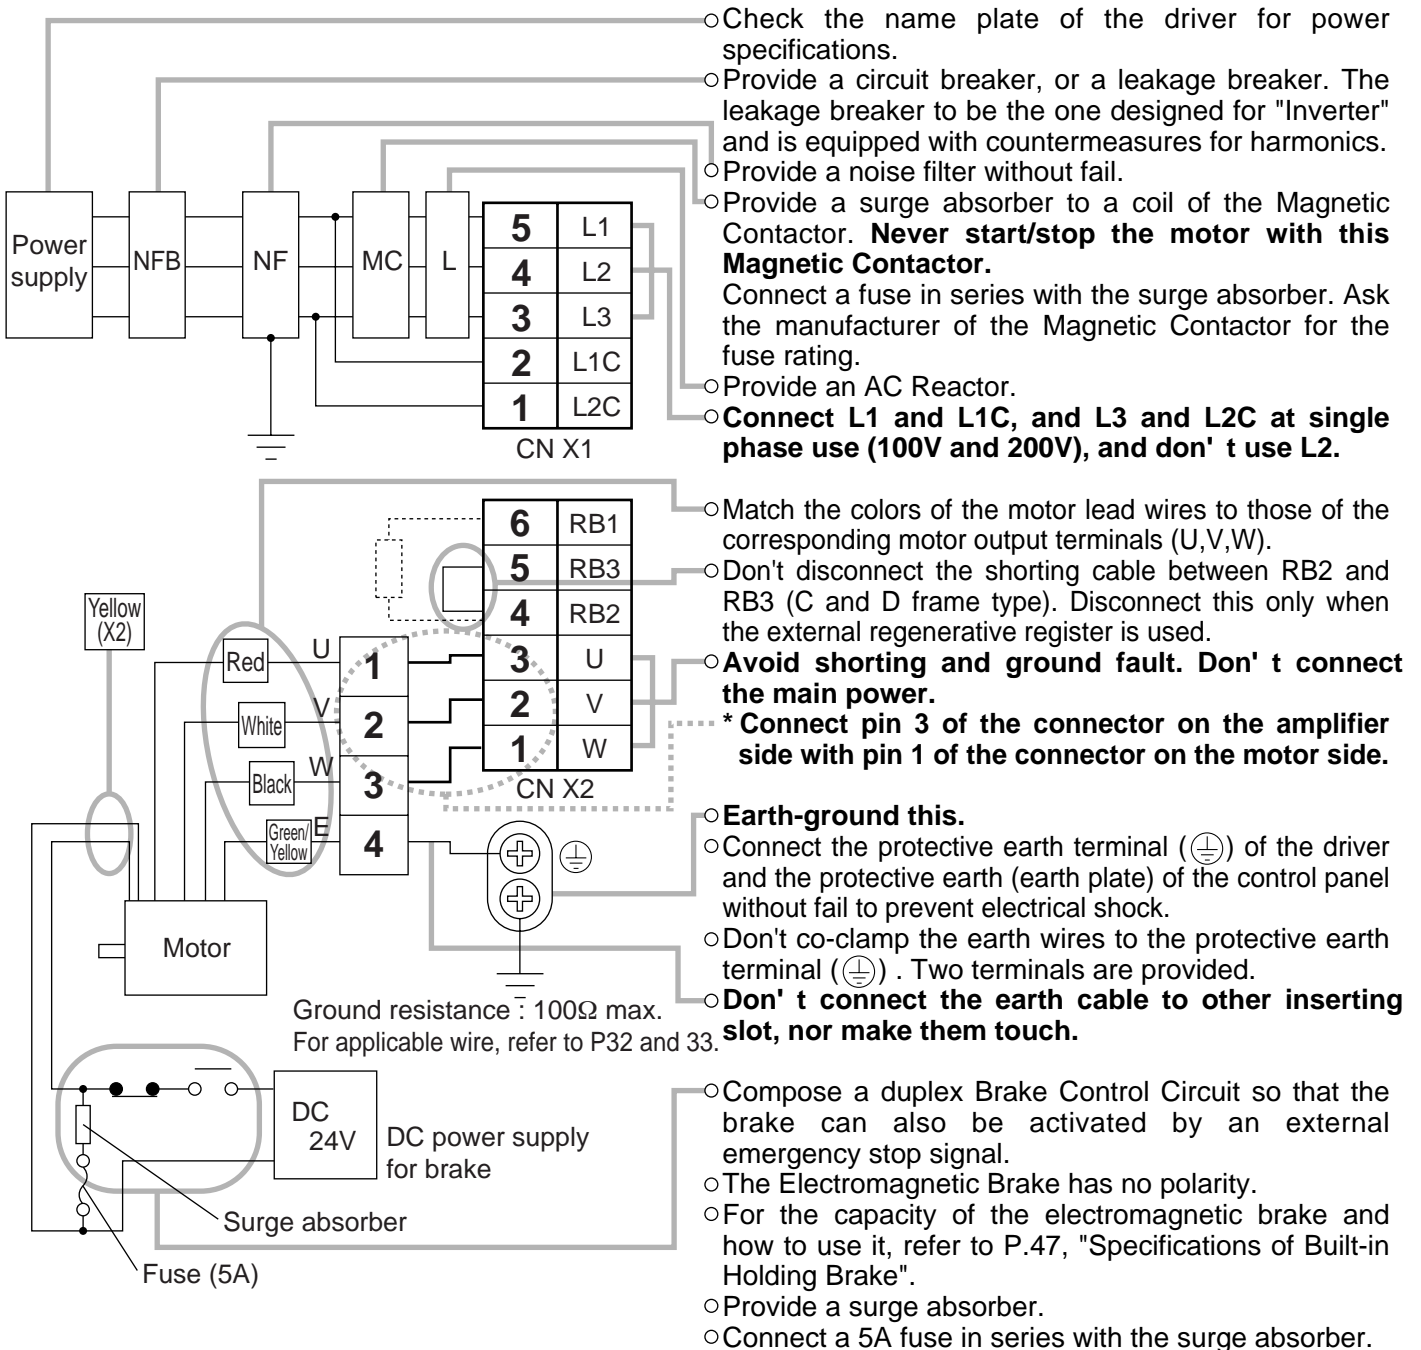 Check the name plate of the driver for power
specifications.
Provide a circuit breaker, or a leakage breaker. The
leakage breaker to be the one designed for "Inverter"
and is equipped with countermeasures for harmonics.
Provide a noise filter without fail.
Provide a surge absorber to a coil of the Magnetic
Contactor. Never start/stop the motor with this
Magnetic Contactor.
Connect a fuse in series with the surge absorber. Ask
the manufacturer of the Magnetic Contactor for the
fuse rating.
Provide an AC Reactor.
Connect L1 and L1C, and L3 and L2C at single
phase use (100V and 200V), and don' t use L2.
Power
supply
NFB
NF
MC
L
5 L1
4 L2
3 L3
2 L1C
1 L2C
CN X1
Match the colors of the motor lead wires to those of the
corresponding motor output terminals (U,V,W).
Don't disconnect the shorting cable between RB2 and
RB3 (C and D frame type). Disconnect this only when
the external regenerative register is used.
Avoid shorting and ground fault. Don' t connect
the main power.
* Connect pin 3 of the connector on the amplifier
side with pin 1 of the connector on the motor side.
6 RB1
5 RB3
4 RB2
3 U
2 V
1 W
CN X2
Yellow
(X2)
Red U 1
White V 2
Black W 3
Green/
Yellow E 4
Motor
Earth-ground this.
Connect the protective earth terminal (⏚) of the driver
and the protective earth (earth plate) of the control panel
without fail to prevent electrical shock.
Don't co-clamp the earth wires to the protective earth
terminal (⏚) . Two terminals are provided.
Don' t connect the earth cable to other inserting
slot, nor make them touch.
Ground resistance : 100Ω max.
For applicable wire, refer to P32 and 33.
DC
24V
DC power supply
for brake
Surge absorber
Fuse (5A)
Compose a duplex Brake Control Circuit so that the
brake can also be activated by an external
emergency stop signal.
The Electromagnetic Brake has no polarity.
For the capacity of the electromagnetic brake and
how to use it, refer to P.47, "Specifications of Built-in
Holding Brake".
Provide a surge absorber.
Connect a 5A fuse in series with the surge absorber.